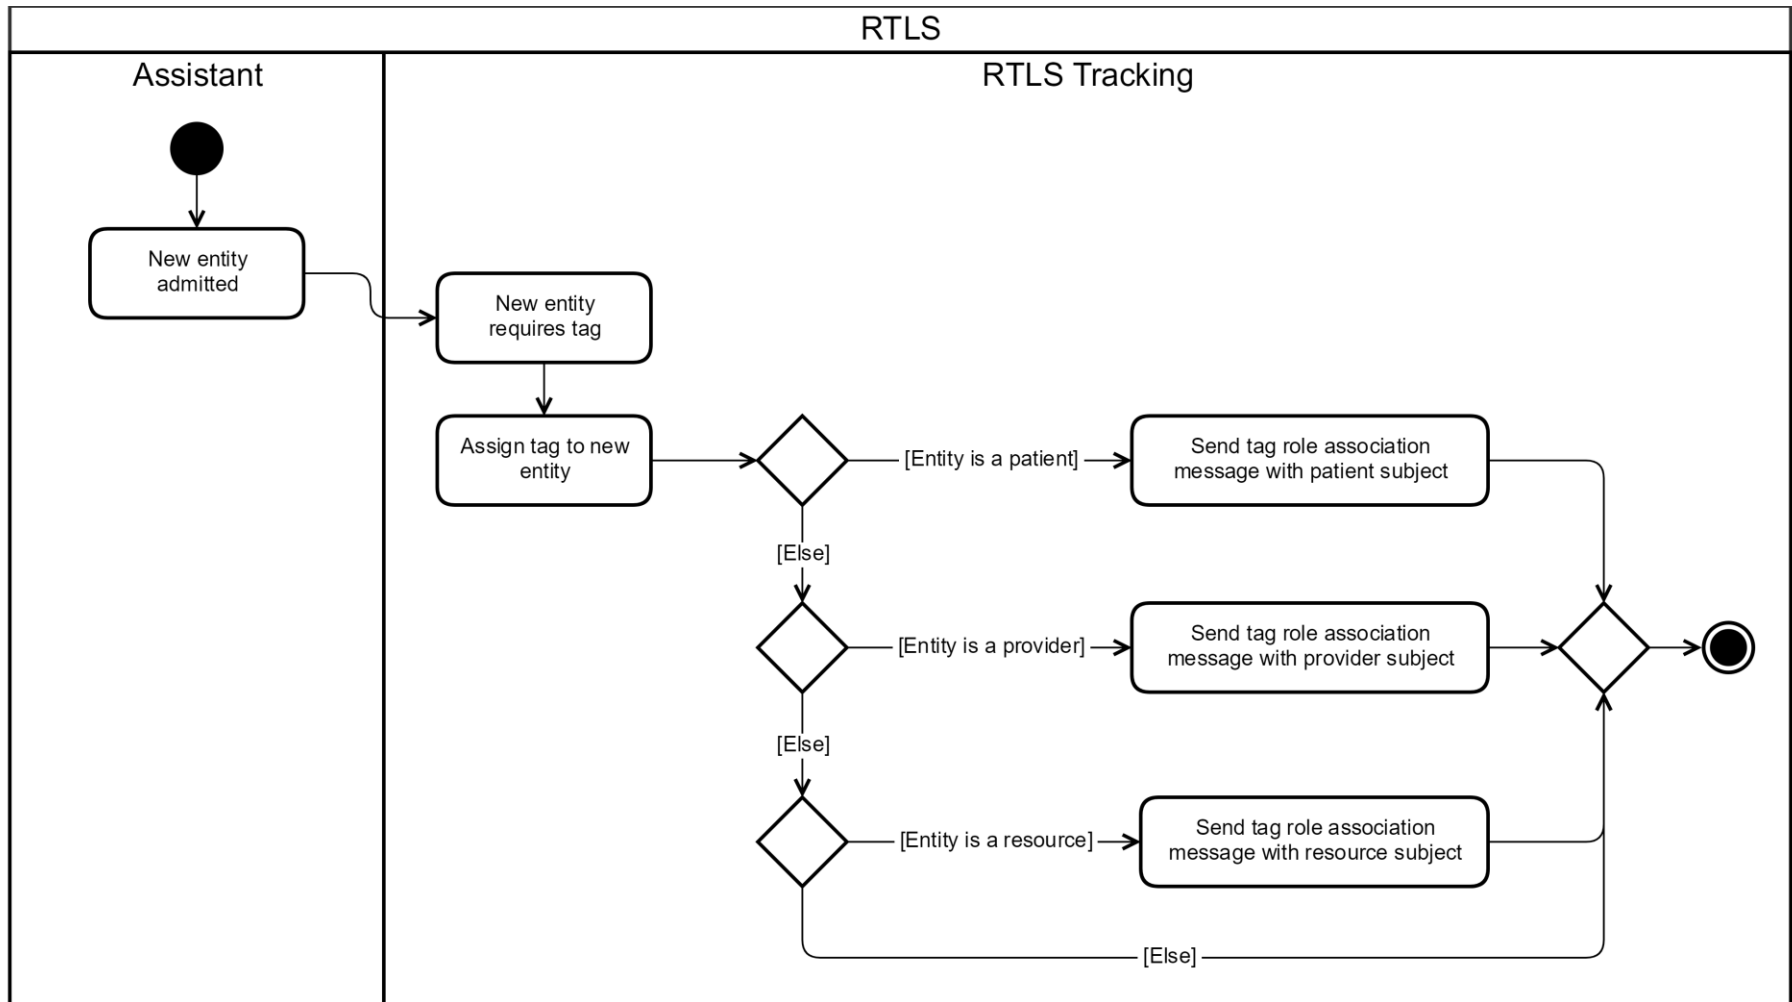 RTLS
Assistant
RTLS Tracking
New entity
admitted
New entity
requires tag
Assign tag to new
entity
[Entity is a patient]
Send tag role association
message with patient subject
[Else]
[Entity is a provider]
Send tag role association
message with provider subject
[Else]
[Entity is a resource]
Send tag role association
message with resource subject
[Else]